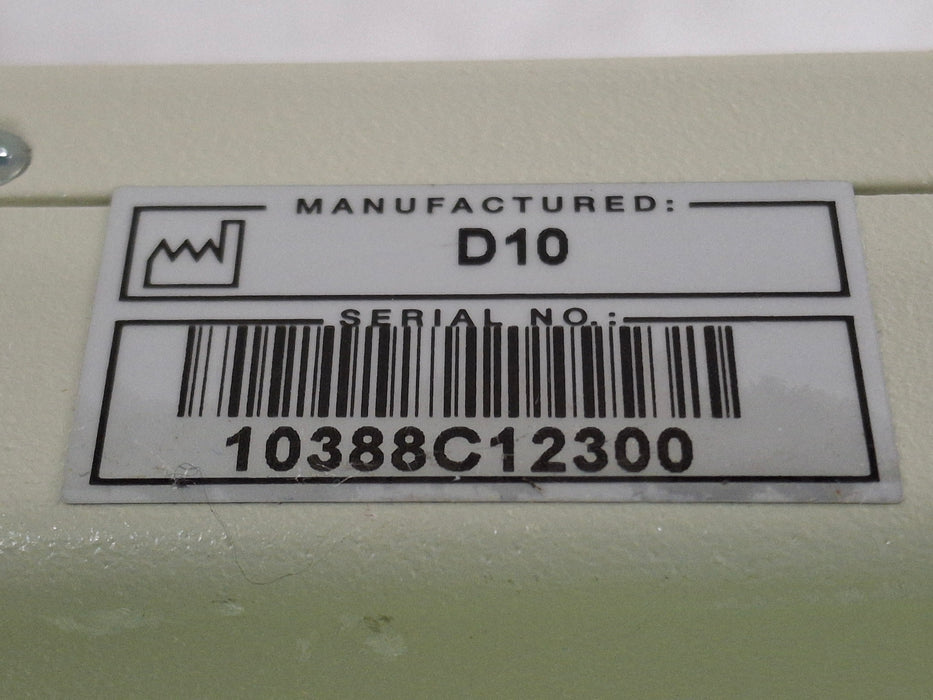 MANUFACTURED:
D10
SERIAL NO.:
10388C12300